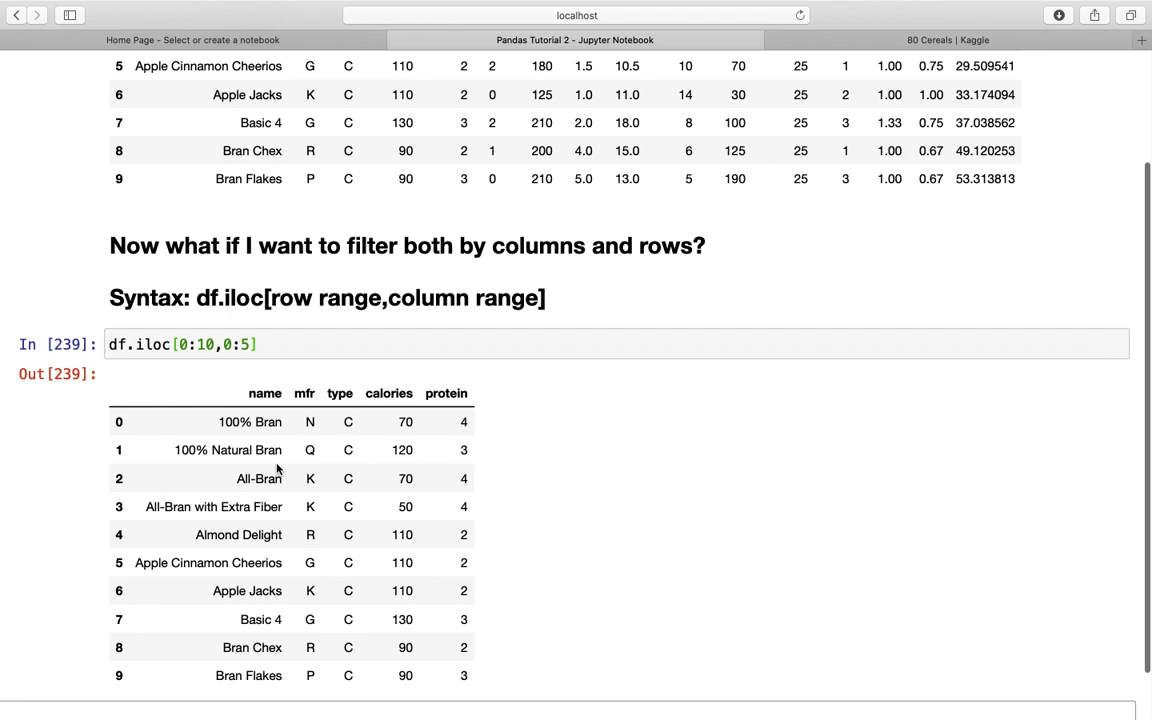 localhost
Home Page - Select or create a notebook
Pandas Tutorial 2 - Jupyter Notebook
80 Cereals | Kaggle
5 Apple Cinnamon Cheerios G C 110 2 2 180 1.5 10.5 10 70 25 1 1.00 0.75 29.509541
6 Apple Jacks K C 110 2 0 125 1.0 11.0 14 30 25 2 1.00 1.00 33.174094
7 Basic 4 G C 130 3 2 210 2.0 18.0 8 100 25 3 1.33 0.75 37.038562
8 Bran Chex R C 90 2 1 200 4.0 15.0 6 125 25 1 1.00 0.67 49.120253
9 Bran Flakes P C 90 3 0 210 5.0 13.0 5 190 25 3 1.00 0.67 53.313813
Now what if I want to filter both by columns and rows?
Syntax: df.iloc[row range,column range]
In [239]: df.iloc[0:10,0:5]
Out[239]:
name mfr type calories protein
0 100% Bran N C 70 4
1 100% Natural Bran Q C 120 3
2 All-Bran K C 70 4
3 All-Bran with Extra Fiber K C 50 4
4 Almond Delight R C 110 2
5 Apple Cinnamon Cheerios G C 110 2
6 Apple Jacks K C 110 2
7 Basic 4 G C 130 3
8 Bran Chex R C 90 2
9 Bran Flakes P C 90 3